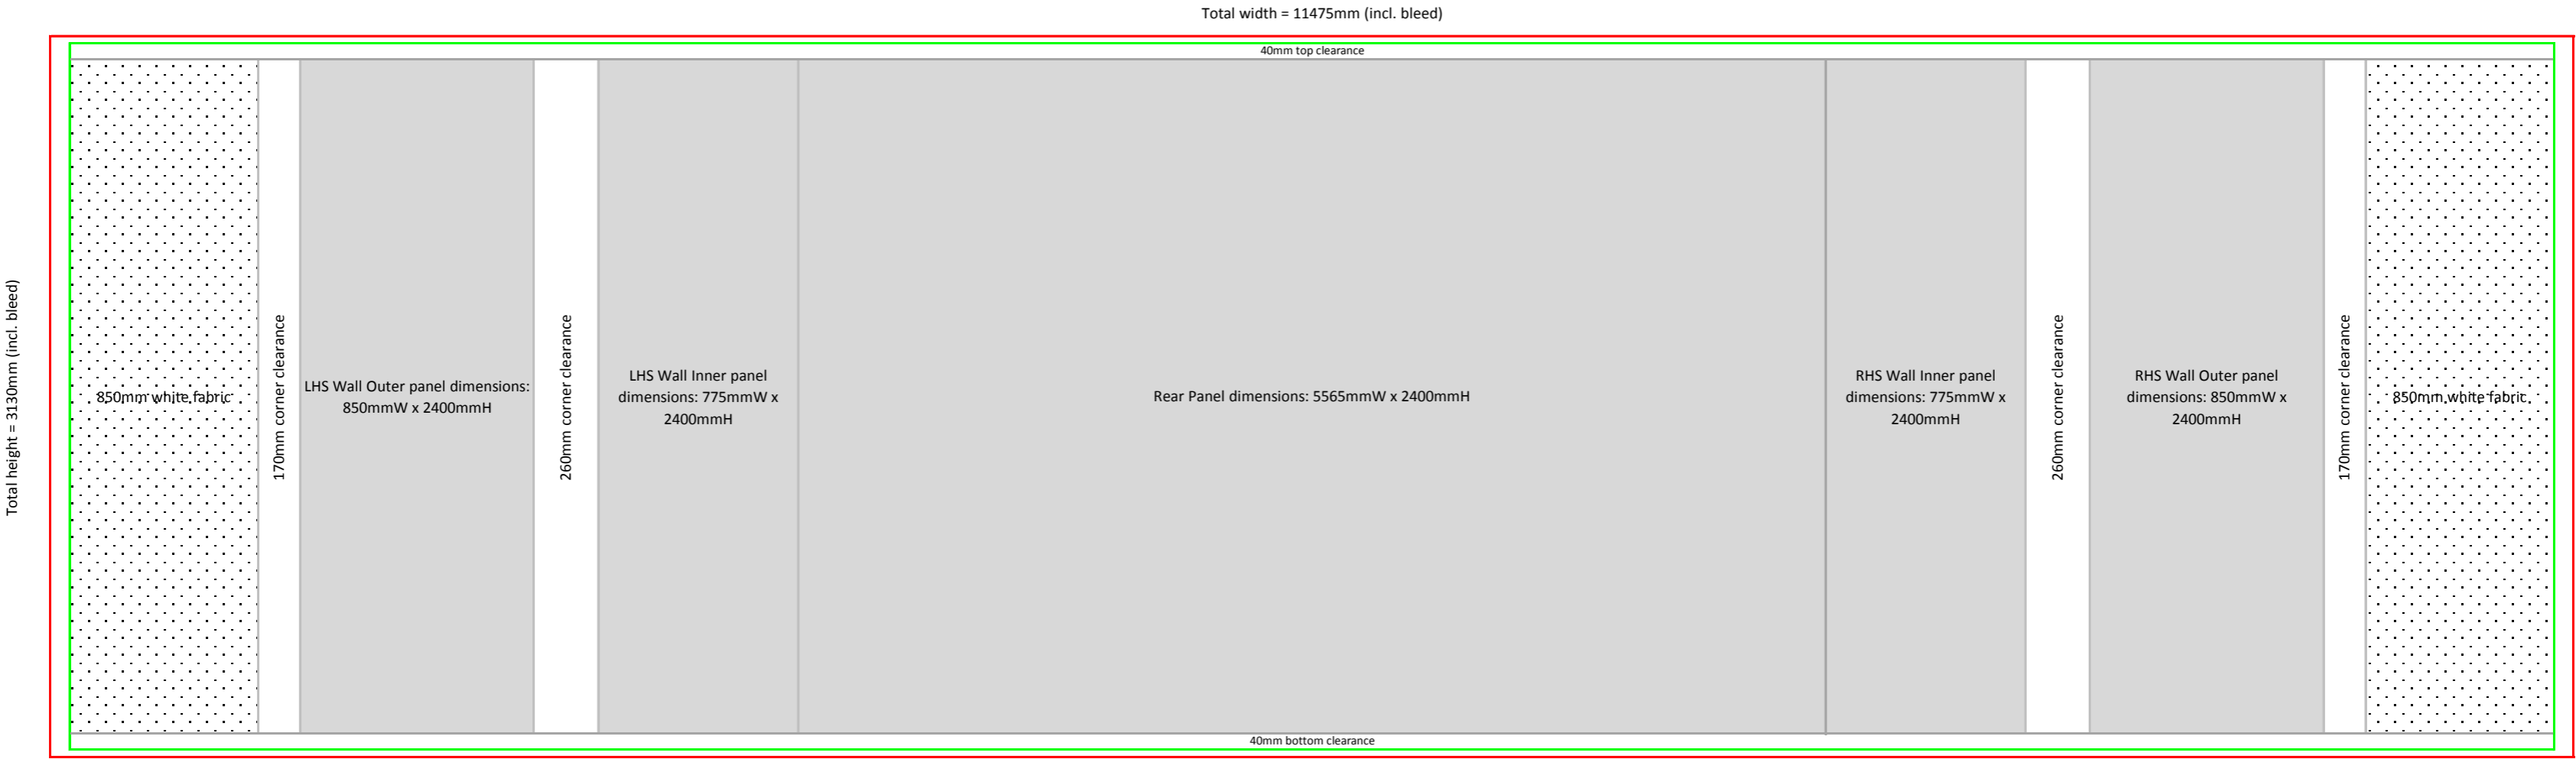 Total width = 11475mm (incl. bleed)
40mm top clearance
Total height = 3130mm (incl. bleed)
850mm white fabric
170mm corner clearance
LHS Wall Outer panel dimensions:
850mmW x 2400mmH
260mm corner clearance
LHS Wall Inner panel
dimensions: 775mmW x
2400mmH
Rear Panel dimensions: 5565mmW x 2400mmH
RHS Wall Inner panel
dimensions: 775mmW x
2400mmH
260mm corner clearance
RHS Wall Outer panel
dimensions: 850mmW x
2400mmH
170mm corner clearance
850mm white fabric
40mm bottom clearance